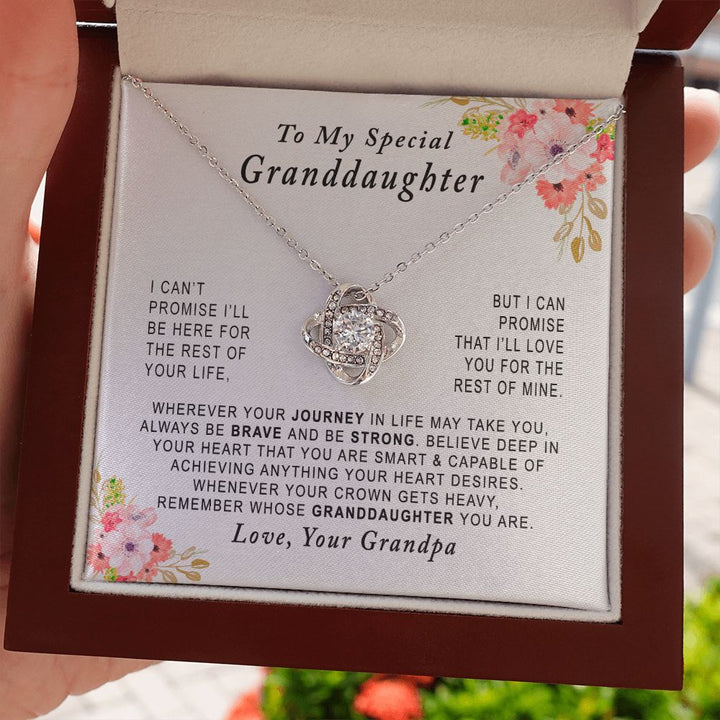 To My Special
Granddaughter
I CAN'T
PROMISE I'LL
BE HERE FOR
THE REST OF
YOUR LIFE,
BUT I CAN
PROMISE
THAT I'LL LOVE
YOU FOR THE
REST OF MINE.
WHEREVER YOUR JOURNEY IN LIFE MAY TAKE YOU,
ALWAYS BE BRAVE AND BE STRONG. BELIEVE DEEP IN
YOUR HEART THAT YOU ARE SMART & CAPABLE OF
ACHIEVING ANYTHING YOUR HEART DESIRES.
WHENEVER YOUR CROWN GETS HEAVY,
REMEMBER WHOSE GRANDDAUGHTER YOU ARE.
Love, Your Grandpa